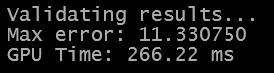 Validating results...
Max error: 11.330750
GPU Time: 266.22 ms